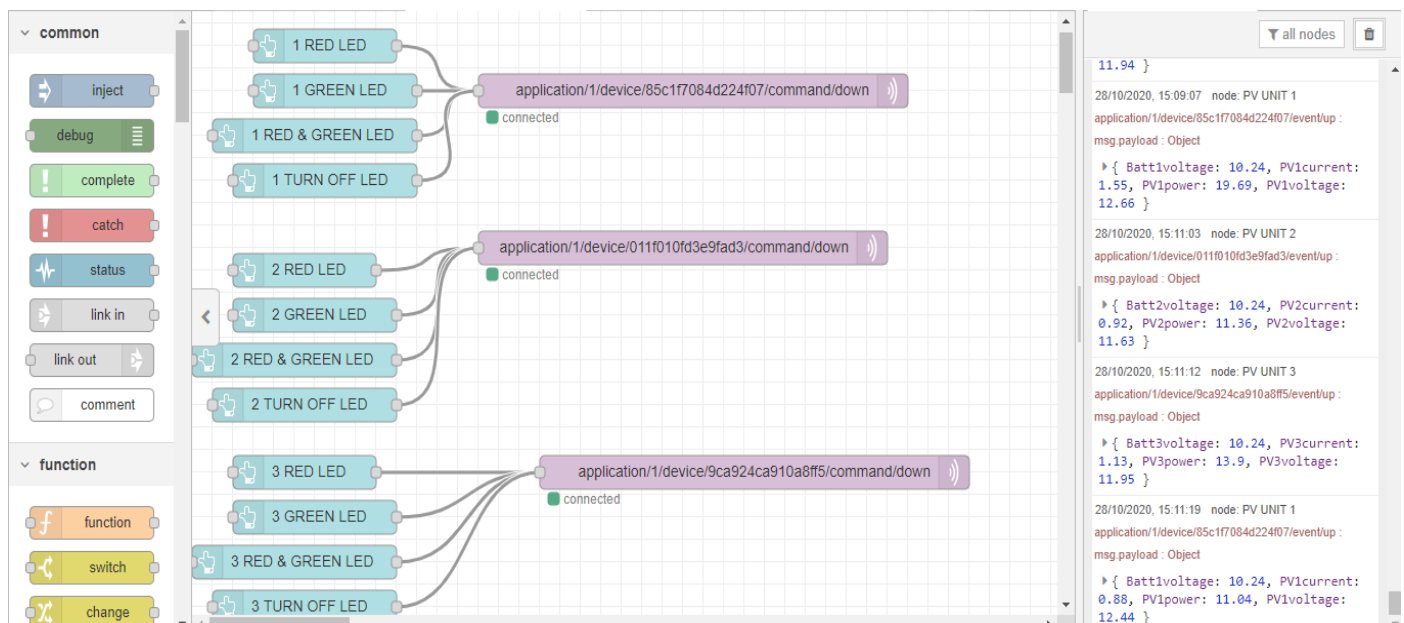 common
inject
debug
complete
catch
status
link in
link out
comment
function
function
switch
change
1 RED LED
1 GREEN LED
1 RED & GREEN LED
1 TURN OFF LED
application/1/device/85c1f7084d224f07/command/down
connected
2 RED LED
2 GREEN LED
2 RED & GREEN LED
2 TURN OFF LED
application/1/device/011f010fd3e9fad3/command/down
connected
3 RED LED
3 GREEN LED
3 RED & GREEN LED
3 TURN OFF LED
application/1/device/9ca924ca910a8ff5/command/down
connected
all nodes
11.94 }
28/10/2020, 15:09:07 node: PV UNIT 1
application/1/device/85c1f7084d224f07/event/up :
msg.payload : Object
{ Batt1voltage: 10.24, PV1current:
1.55, PV1power: 19.69, PV1voltage:
12.66 }
28/10/2020, 15:11:03 node: PV UNIT 2
application/1/device/011f010fd3e9fad3/event/up :
msg.payload : Object
{ Batt2voltage: 10.24, PV2current:
0.92, PV2power: 11.36, PV2voltage:
11.63 }
28/10/2020, 15:11:12 node: PV UNIT 3
application/1/device/9ca924ca910a8ff5/event/up :
msg.payload : Object
{ Batt3voltage: 10.24, PV3current:
1.13, PV3power: 13.9, PV3voltage:
11.95 }
28/10/2020, 15:11:19 node: PV UNIT 1
application/1/device/85c1f7084d224f07/event/up :
msg.payload : Object
{ Batt1voltage: 10.24, PV1current:
0.88, PV1power: 11.04, PV1voltage:
12.44 }